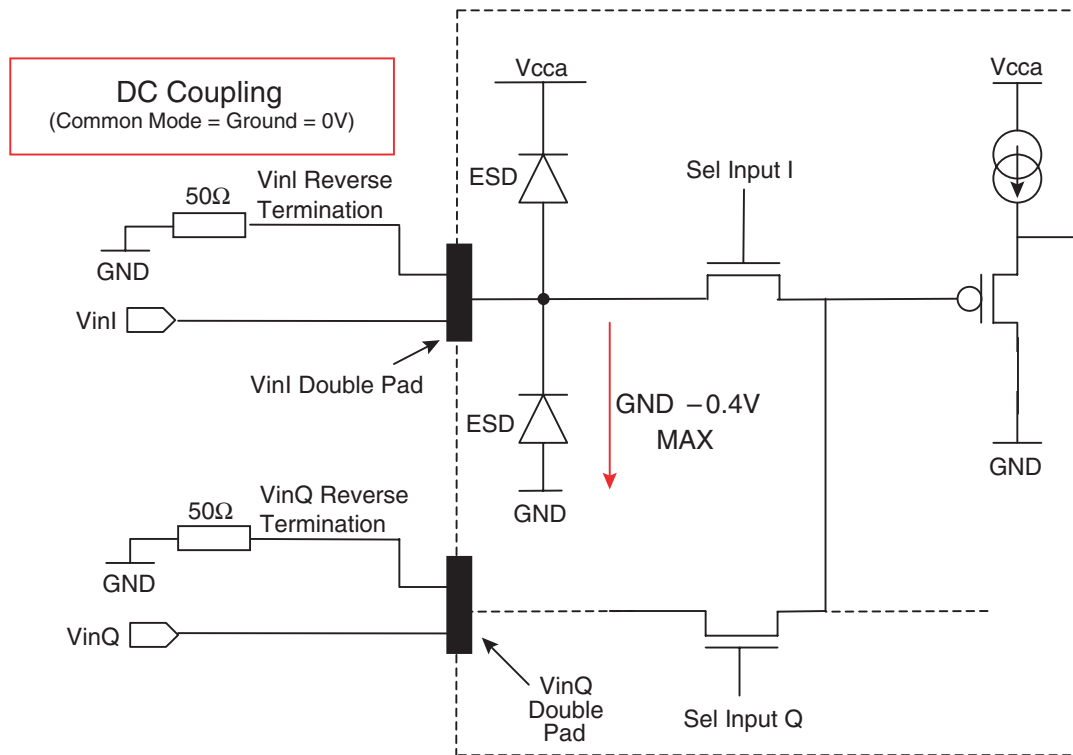 DC Coupling
(Common Mode = Ground = 0V)
Vcca
Vcca
ESD
Sel Input I
50Ω
VinI Reverse
Termination
GND
VinI
VinI Double Pad
ESD
GND −0.4V
MAX
GND
GND
50Ω
VinQ Reverse
Termination
GND
VinQ
VinQ
Double
Pad
Sel Input Q